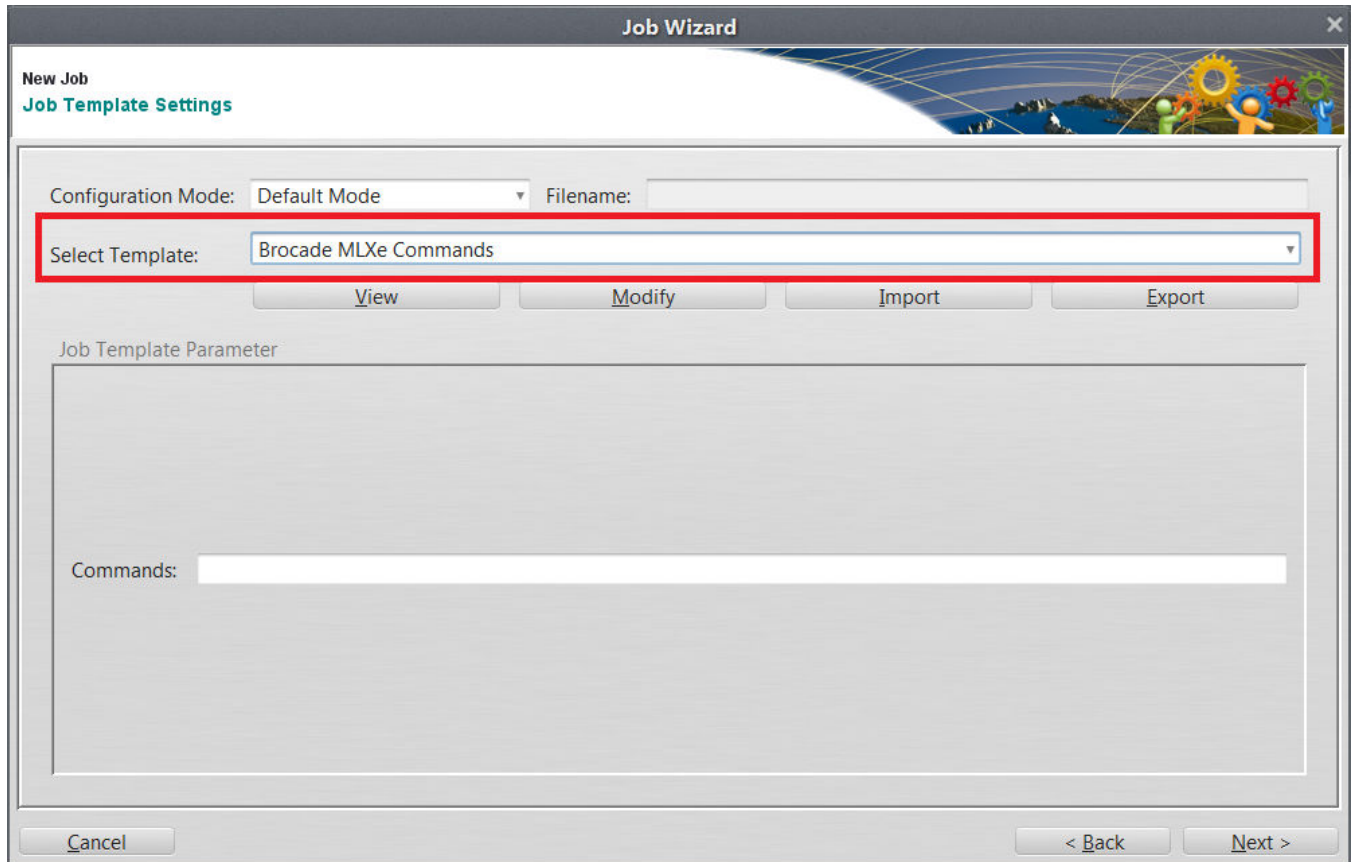 Job Wizard
New Job
Job Template Settings
Configuration Mode: Default Mode Filename:
Select Template: Brocade MLXe Commands
View Modify Import Export
Job Template Parameter
Commands:
Cancel < Back Next >